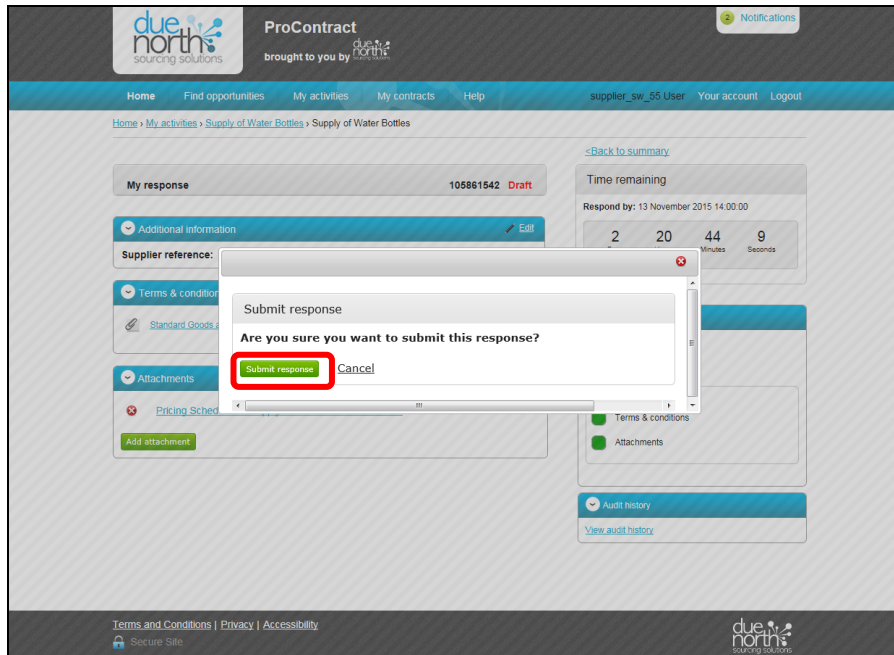 due north
sourcing solutions
ProContract
brought to you by due north
2 Notifications
Home Find opportunities My activities My contracts Help supplier_sw_55 User Your account Logout
Home › My activities › Supply of Water Bottles › Supply of Water Bottles
<Back to summary
My response 105861542 Draft
Time remaining
Respond by: 13 November 2015 14:00:00
2 20 44 9
Minutes Seconds
Additional information Edit
Supplier reference:
Terms & condition
Standard Goods a
Submit response
Are you sure you want to submit this response?
Submit response Cancel
Attachments
Pricing Sched
Add attachment
Terms & conditions
Attachments
Audit history
View audit history
Terms and Conditions | Privacy | Accessibility
Secure Site
due north
sourcing solutions